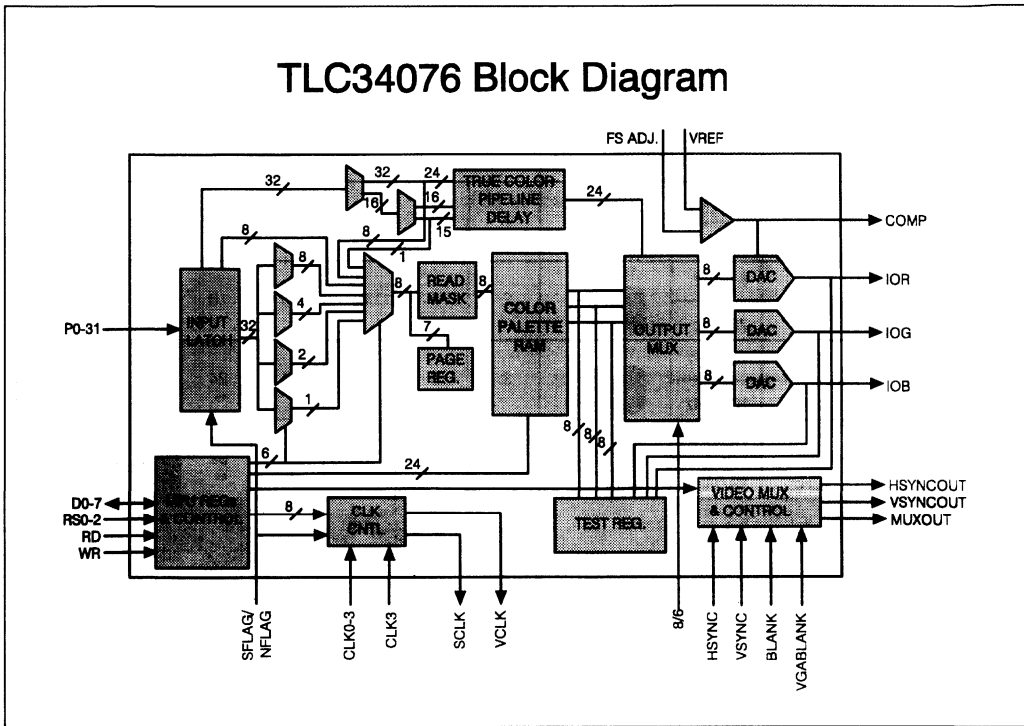 TLC34076 Block Diagram
FS ADJ. VREF
32
32
24
TRUE COLOR
PIPELINE
DELAY
24
16
16
15
COMP
8
8
1
8
INPUT
LATCH
P0-31
32
4
2
1
8
READ
MASK
8
7
PAGE
REG.
COLOR
PALETTE
RAM
OUTPUT
MUX
8
DAC
IOR
8
DAC
IOG
8
DAC
IOB
6
24
8
8
8
D0-7
RS0-2
RD
WR
& CONTROL
8
CLK
CNTL
TEST REG.
VIDEO MUX
& CONTROL
HSYNCOUT
VSYNCOUT
MUXOUT
SFLAG/
NFLAG
CLK0-3
CLK3
SCLK
VCLK
8/6
HSYNC
VSYNC
BLANK
VGABLANK